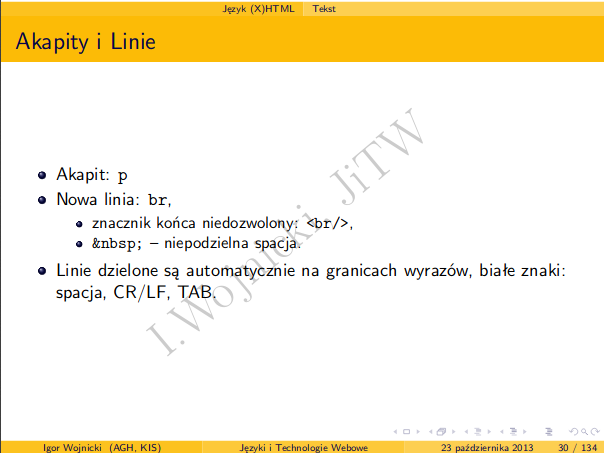 Język (X)HTML Tekst
Akapity i Linie
Akapit: p
Nowa linia: br,
znacznik końca niedozwolony: <br/>,
&nbsp; – niepodzielna spacja.
Linie dzielone są automatycznie na granicach wyrazów, białe znaki:
spacja, CR/LF, TAB.
I.Wojnicki, JiTW
Igor Wojnicki (AGH, KIS) Języki i Technologie Webowe 23 października 2013 30 / 134